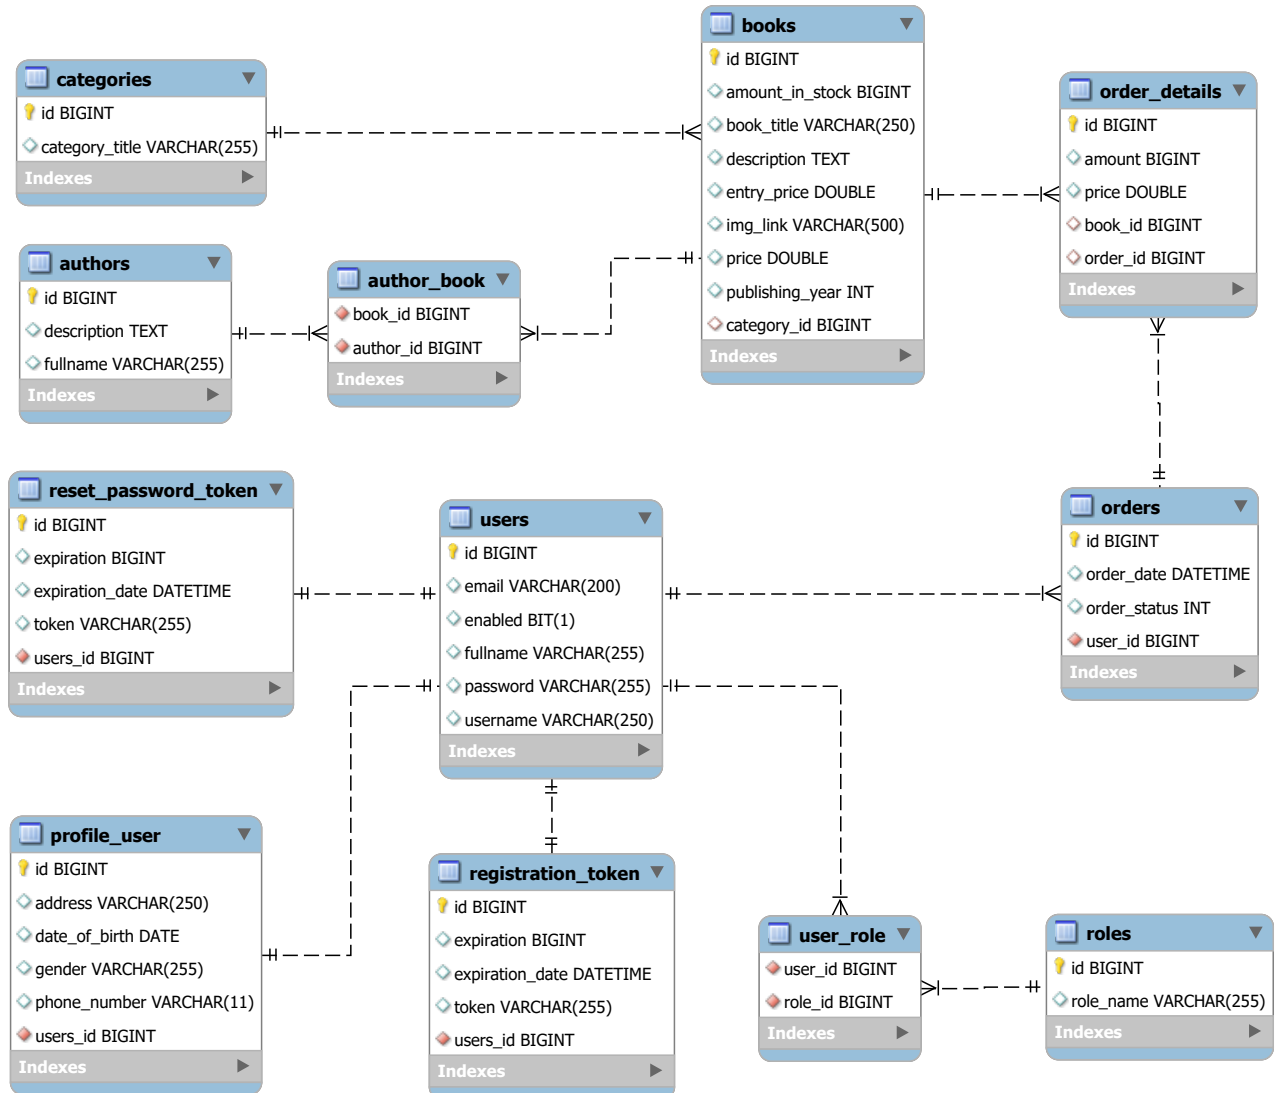 categories
id BIGINT
category_title VARCHAR(255)
Indexes
books
id BIGINT
amount_in_stock BIGINT
book_title VARCHAR(250)
description TEXT
entry_price DOUBLE
img_link VARCHAR(500)
price DOUBLE
publishing_year INT
category_id BIGINT
Indexes
order_details
id BIGINT
amount BIGINT
price DOUBLE
book_id BIGINT
order_id BIGINT
Indexes
authors
id BIGINT
description TEXT
fullname VARCHAR(255)
Indexes
author_book
book_id BIGINT
author_id BIGINT
Indexes
reset_password_token
id BIGINT
expiration BIGINT
expiration_date DATETIME
token VARCHAR(255)
users_id BIGINT
Indexes
users
id BIGINT
email VARCHAR(200)
enabled BIT(1)
fullname VARCHAR(255)
password VARCHAR(255)
username VARCHAR(250)
Indexes
orders
id BIGINT
order_date DATETIME
order_status INT
user_id BIGINT
Indexes
profile_user
id BIGINT
address VARCHAR(250)
date_of_birth DATE
gender VARCHAR(255)
phone_number VARCHAR(11)
users_id BIGINT
Indexes
registration_token
id BIGINT
expiration BIGINT
expiration_date DATETIME
token VARCHAR(255)
users_id BIGINT
Indexes
user_role
user_id BIGINT
role_id BIGINT
Indexes
roles
id BIGINT
role_name VARCHAR(255)
Indexes